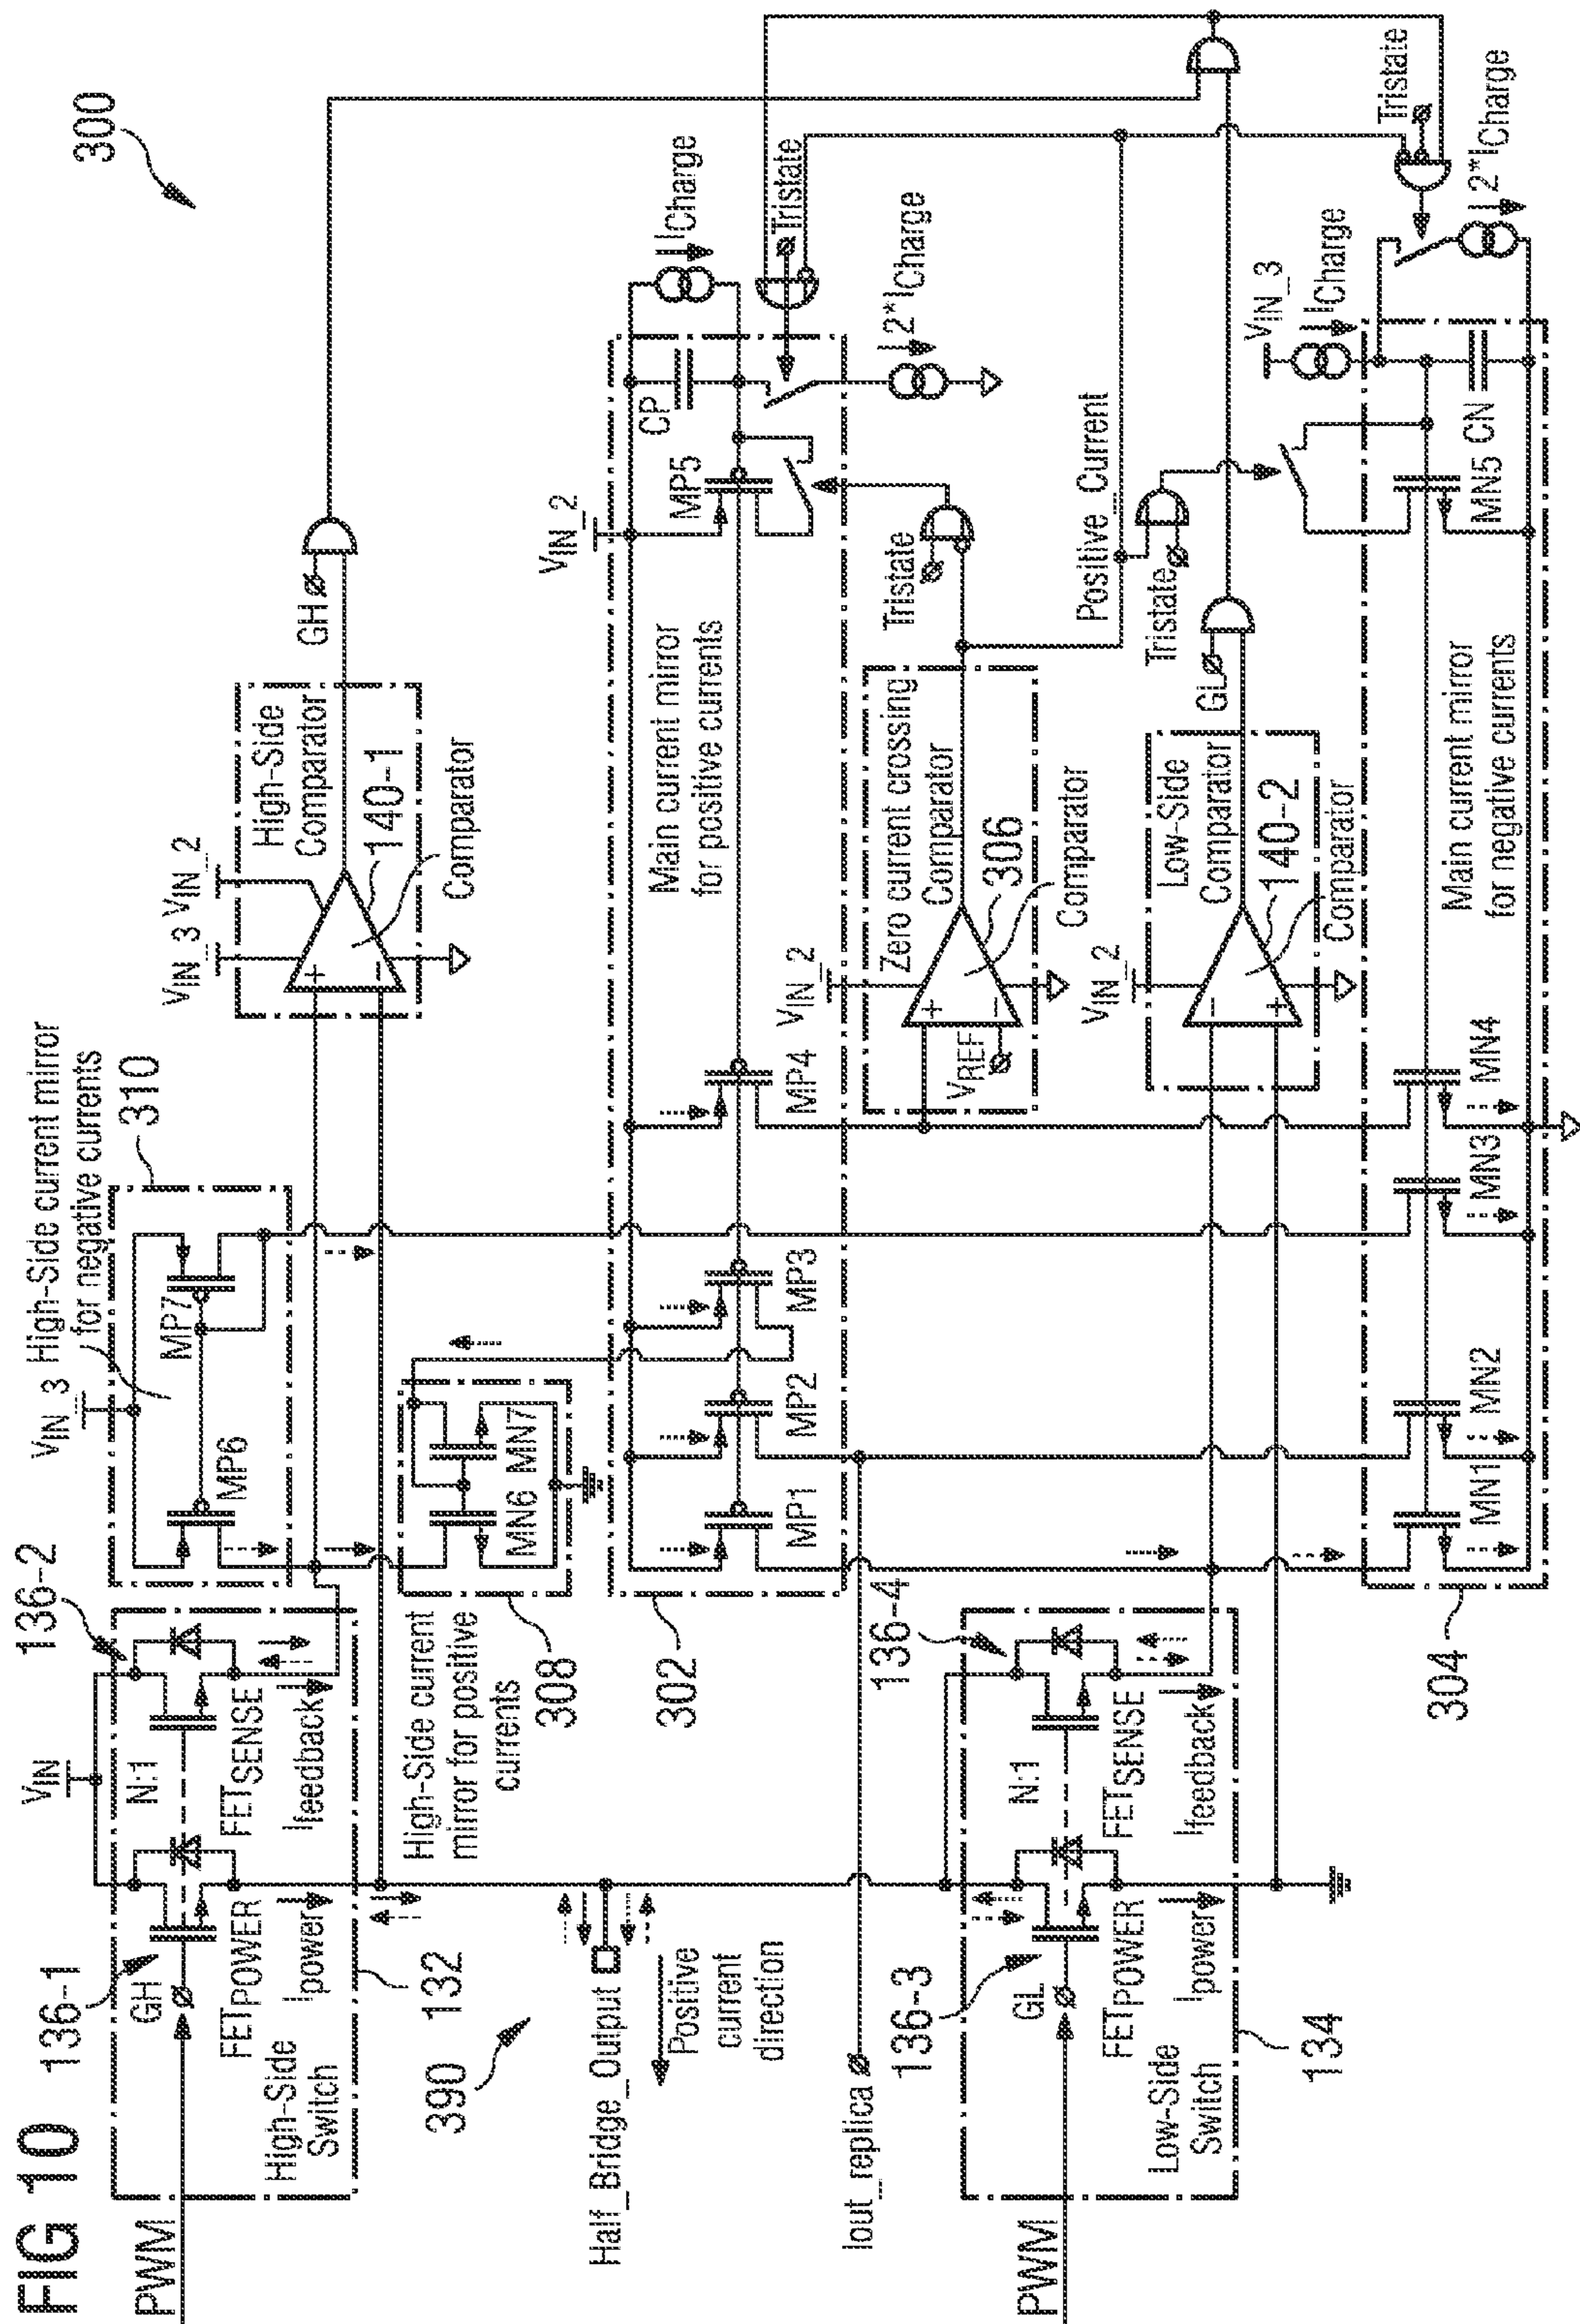 FIG 10
300
PWM
136-1
GH
FETPOWER
Ipower
High-Side
Switch
132
VIN
N:1
136-2
FETSENSE
Ifeedback
VIN_3
High-Side current mirror
for negative currents
310
MP6
MP7
VIN_3
VIN_2
High-Side
Comparator
140-1
Comparator
GH
High-Side current
mirror for positive
currents
308
MN6
MN7
390
Half_Bridge_Output
Positive
current
direction
302
MP1
MP2
MP3
MP4
Main current mirror
for positive currents
VIN_2
MP5
CP
ICharge
Tristate
2*ICharge
Iout_replica
VIN_2
VREF
Zero current crossing
Comparator
306
Comparator
Tristate
Positive_Current
Tristate
PWM
136-3
GL
FETPOWER
Ipower
Low-Side
Switch
134
N:1
136-4
FETSENSE
Ifeedback
VIN_2
Low-Side
Comparator
140-2
Comparator
GL
VIN_3
ICharge
Tristate
2*ICharge
304
MN1
MN2
MN3
MN4
Main current mirror
for negative currents
MN5
CN